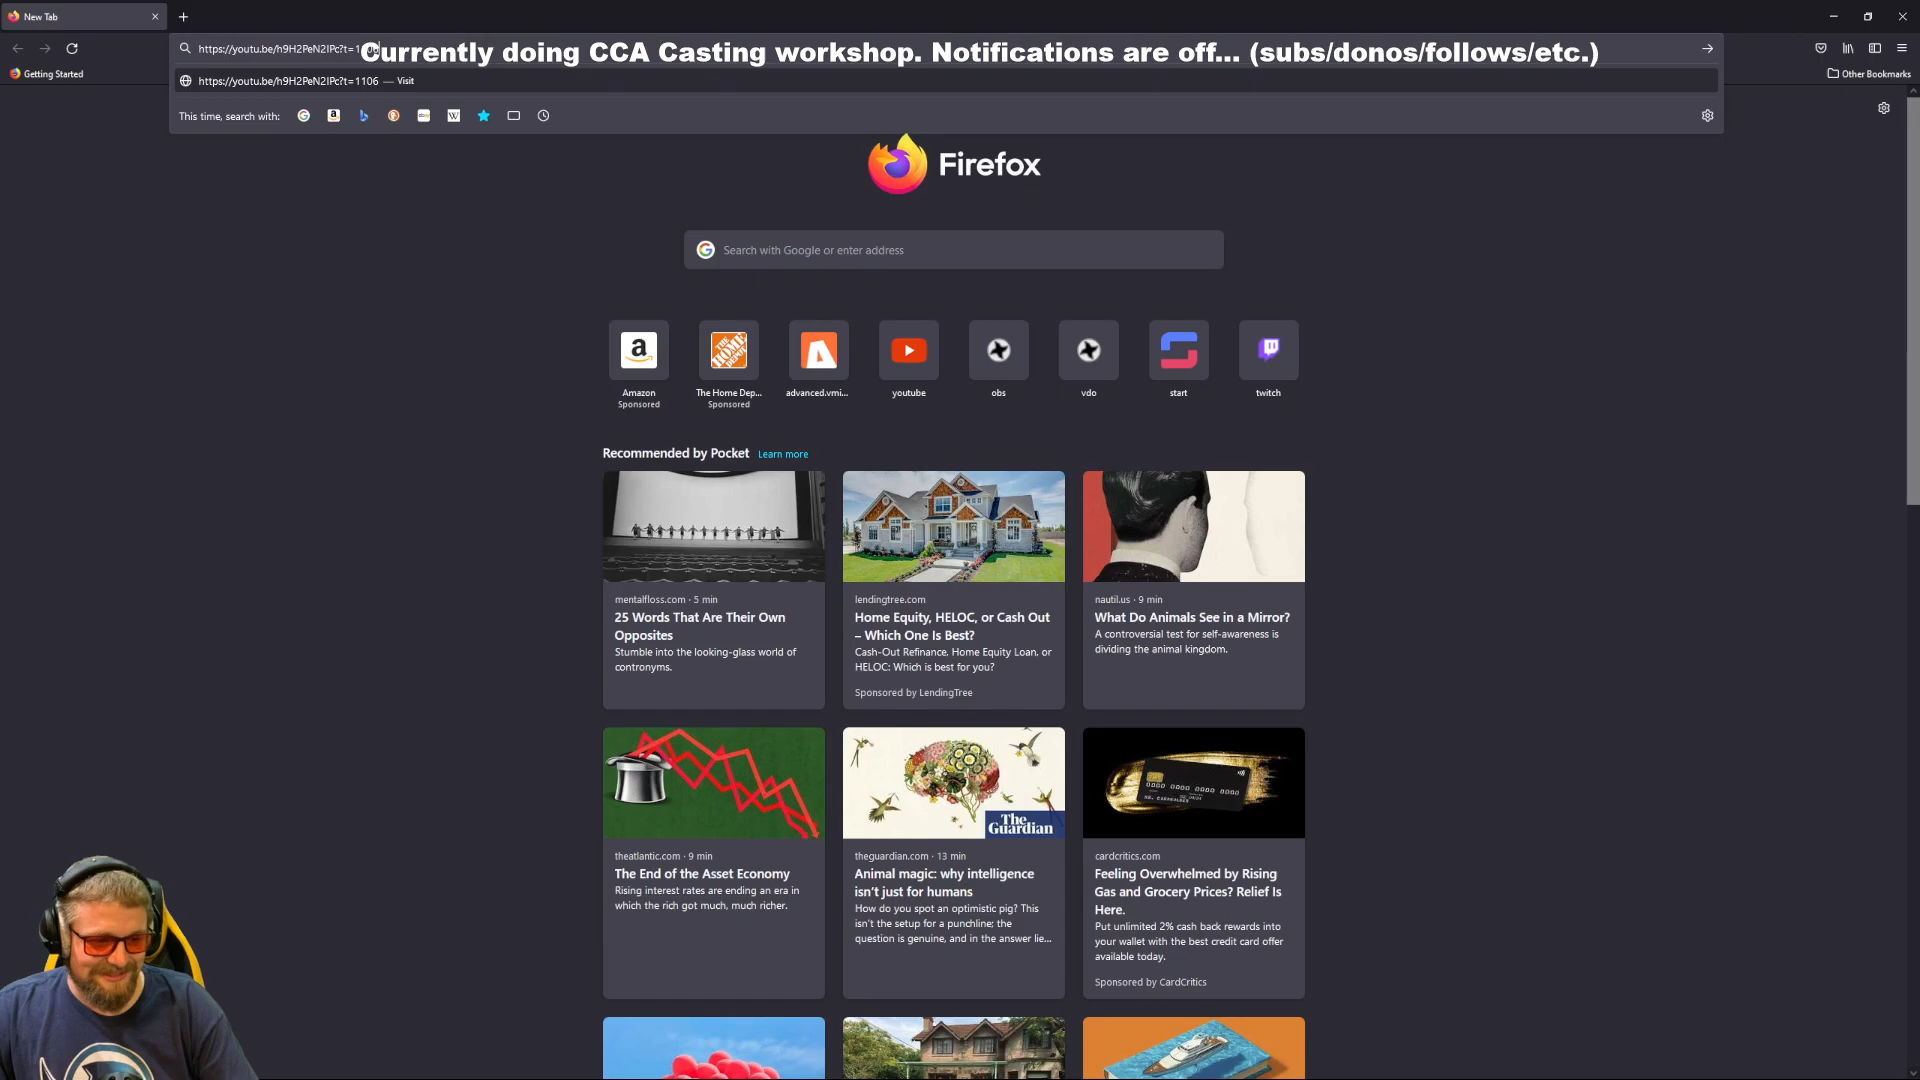 New Tab
https://youtu.be/h9H2PeN2IPc?t=1106
Currently doing CCA Casting workshop. Notifications are off... (subs/donos/follows/etc.)
https://youtu.be/h9H2PeN2IPc?t=1106 — Visit
Getting Started
Other Bookmarks
This time, search with:
Firefox
Search with Google or enter address
Amazon
Sponsored
The Home Dep...
Sponsored
advanced.vmi...
youtube
obs
vdo
start
twitch
Recommended by Pocket Learn more
mentalfloss.com · 5 min
25 Words That Are Their Own
Opposites
Stumble into the looking-glass world of
contronyms.
lendingtree.com
Home Equity, HELOC, or Cash Out
– Which One Is Best?
Cash-Out Refinance, Home Equity Loan, or
HELOC: Which is best for you?
Sponsored by LendingTree
nautil.us · 9 min
What Do Animals See in a Mirror?
A controversial test for self-awareness is
dividing the animal kingdom.
The
Guardian
theatlantic.com · 9 min
The End of the Asset Economy
Rising interest rates are ending an era in
which the rich got much, much richer.
theguardian.com · 13 min
Animal magic: why intelligence
isn’t just for humans
How do you spot an optimistic pig? This
isn’t the setup for a punchline; the
question is genuine, and in the answer lie...
cardcritics.com
Feeling Overwhelmed by Rising
Gas and Grocery Prices? Relief Is
Here.
Put unlimited 2% cash back rewards into
your wallet with the best credit card offer
available today.
Sponsored by CardCritics